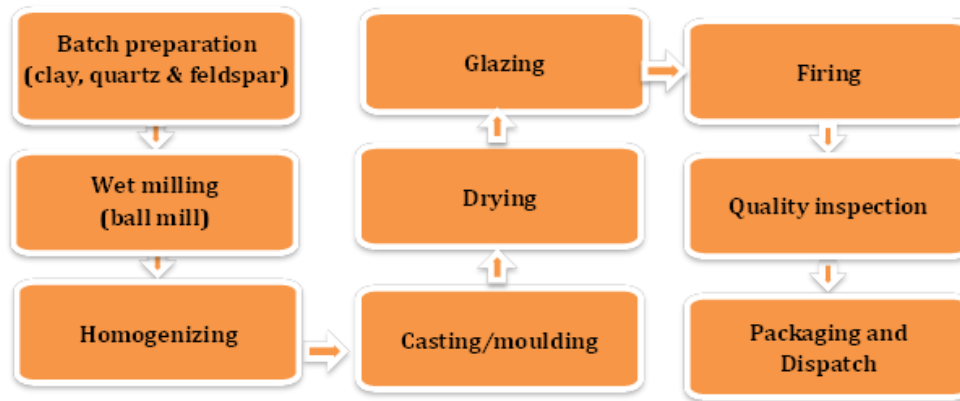 Batch preparation
(clay, quartz & feldspar)
Wet milling
(ball mill)
Homogenizing
Casting/moulding
Drying
Glazing
Firing
Quality inspection
Packaging and
Dispatch